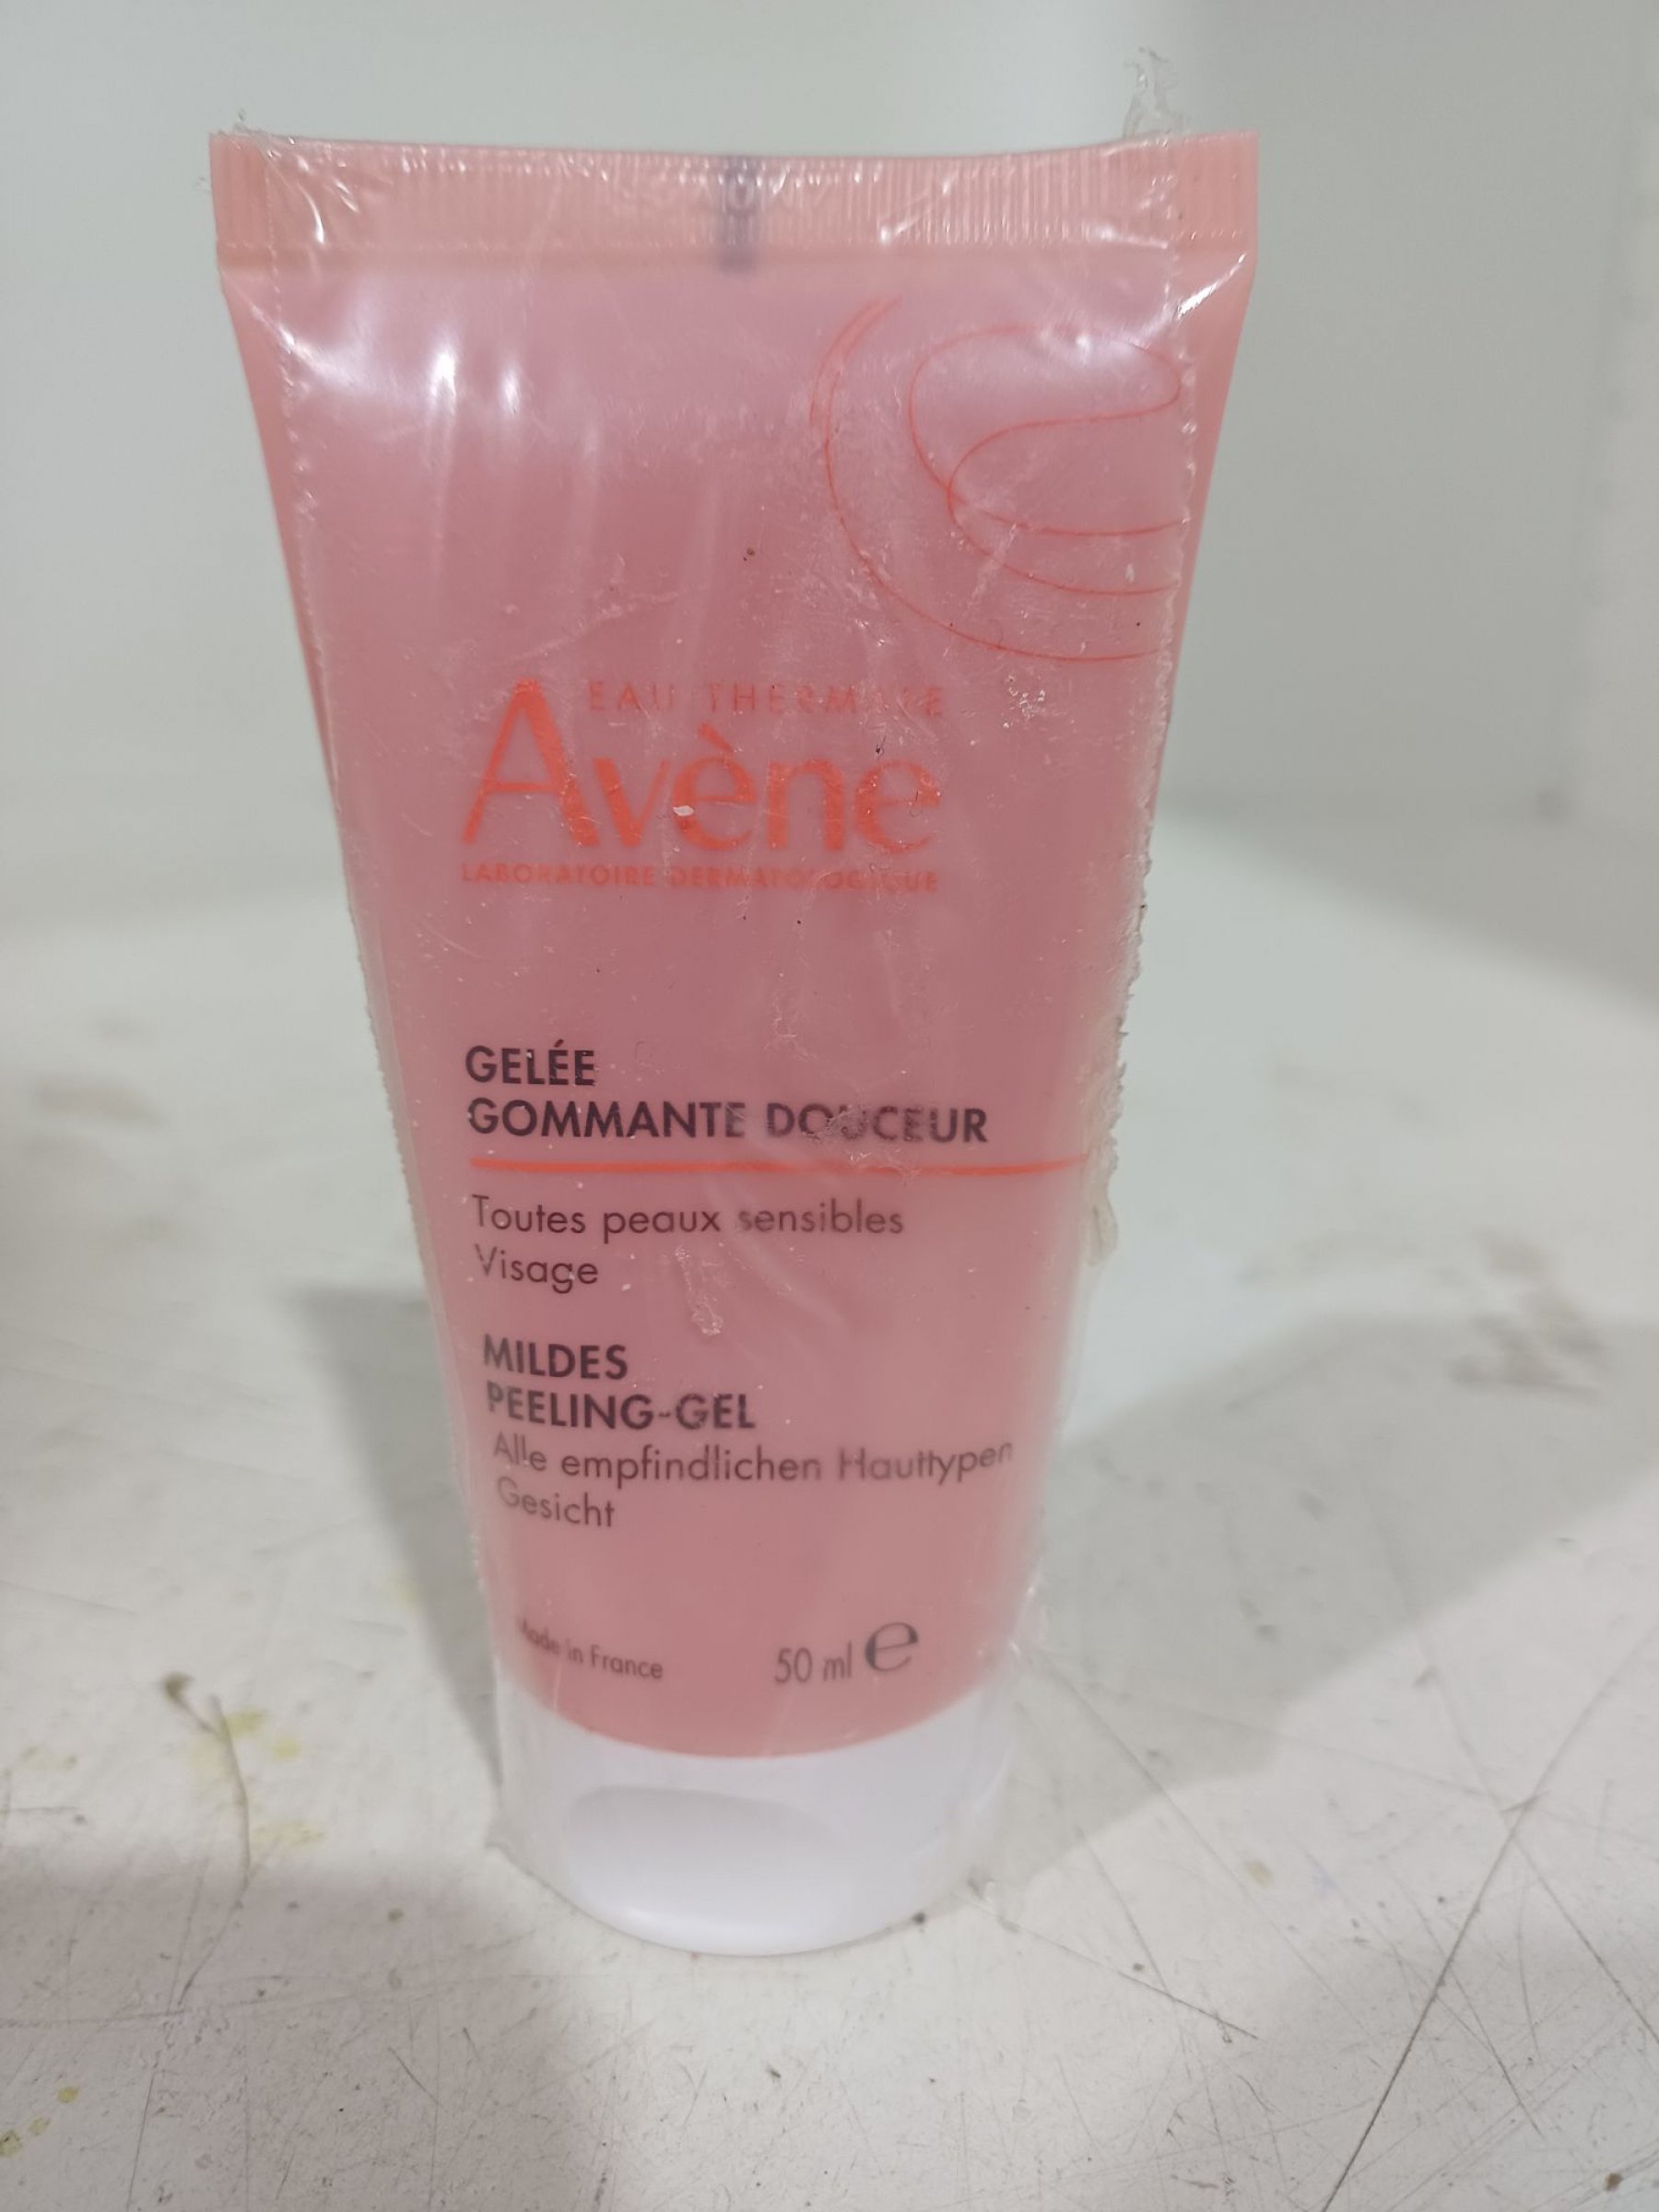 EAU THERMALE
Avène
LABORATOIRE DERMATOLOGIQUE
GELÉE
GOMMANTE DOUCEUR
Toutes peaux sensibles
Visage
MILDES
PEELING-GEL
Alle empfindlichen Hauttypen
Gesicht
Made in France
50 ml e